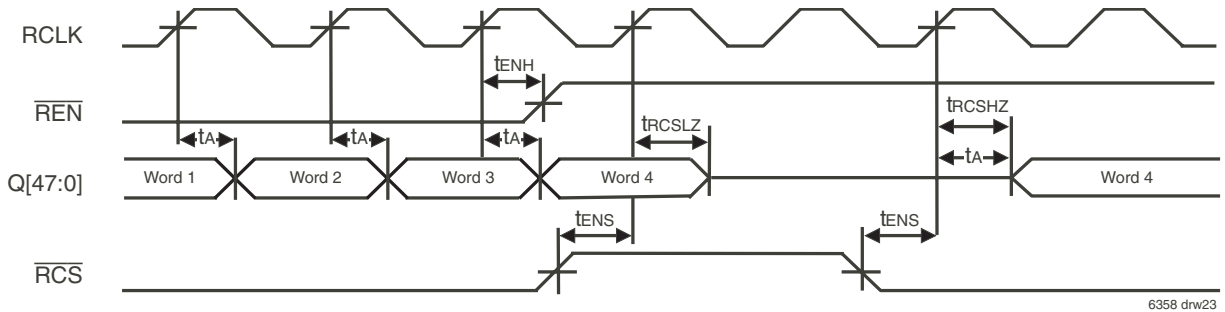 RCLK
tENH
REN
tRCSHZ
tRCSLZ
tA tA tA tA
Q[47:0] Word 1 Word 2 Word 3 Word 4 Word 4
tENS tENS
RCS
6358 drw23